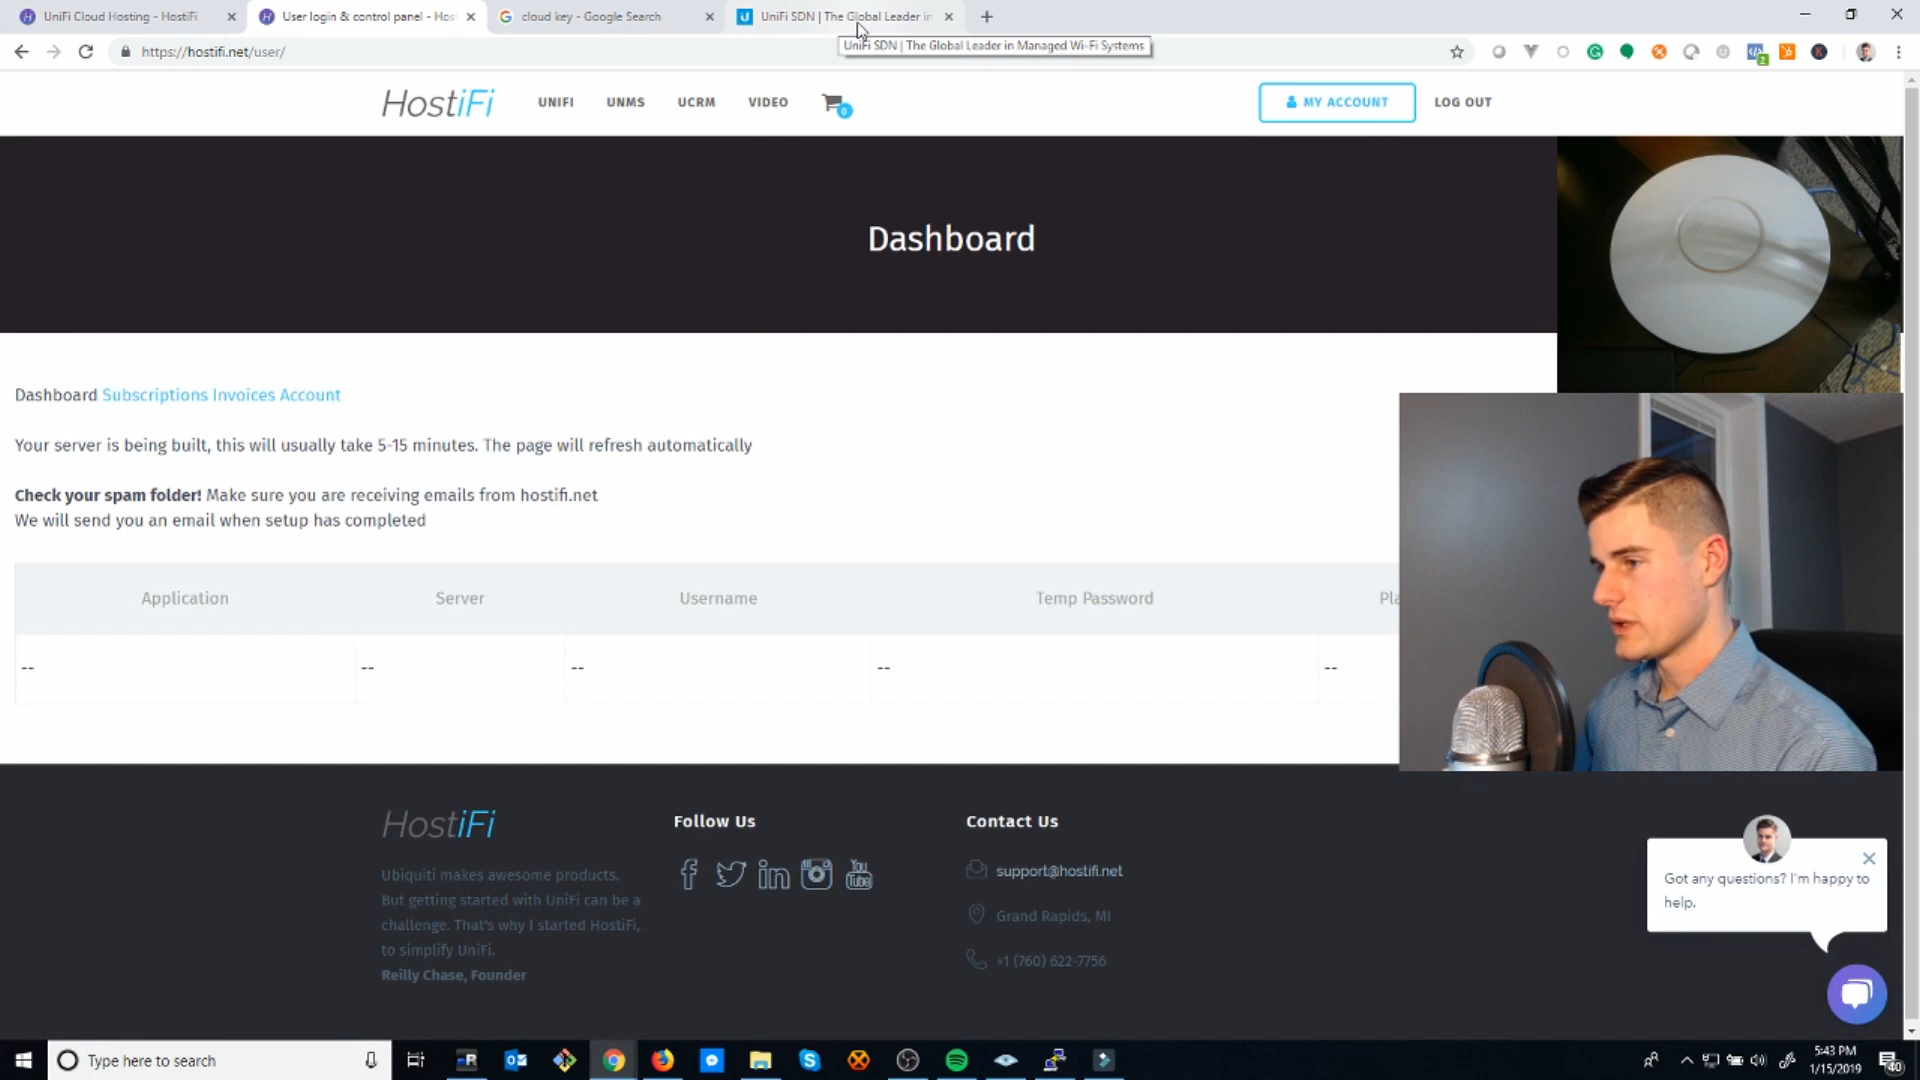 UniFi Cloud Hosting - HostiFi
User login & control panel - Hos
cloud key - Google Search
UniFi SDN | The Global Leader in
https://hostifi.net/user/
UniFi SDN | The Global Leader in Managed Wi-Fi Systems
2
HostiFi
UNIFI
UNMS
UCRM
VIDEO
0
MY ACCOUNT
LOG OUT
Dashboard
Dashboard Subscriptions Invoices Account
Your server is being built, this will usually take 5-15 minutes. The page will refresh automatically
Check your spam folder! Make sure you are receiving emails from hostifi.net
We will send you an email when setup has completed
Application
Server
Username
Temp Password
Pla
--
--
--
--
--
HostiFi
Ubiquiti makes awesome products.
But getting started with UniFi can be a
challenge. That's why I started HostiFi,
to simplify UniFi.
Reilly Chase, Founder
Follow Us
You
Tube
Contact Us
support@hostifi.net
Grand Rapids, MI
+1 (760) 622-7756
Got any questions? I'm happy to
help.
Type here to search
5:43 PM
1/15/2019
40